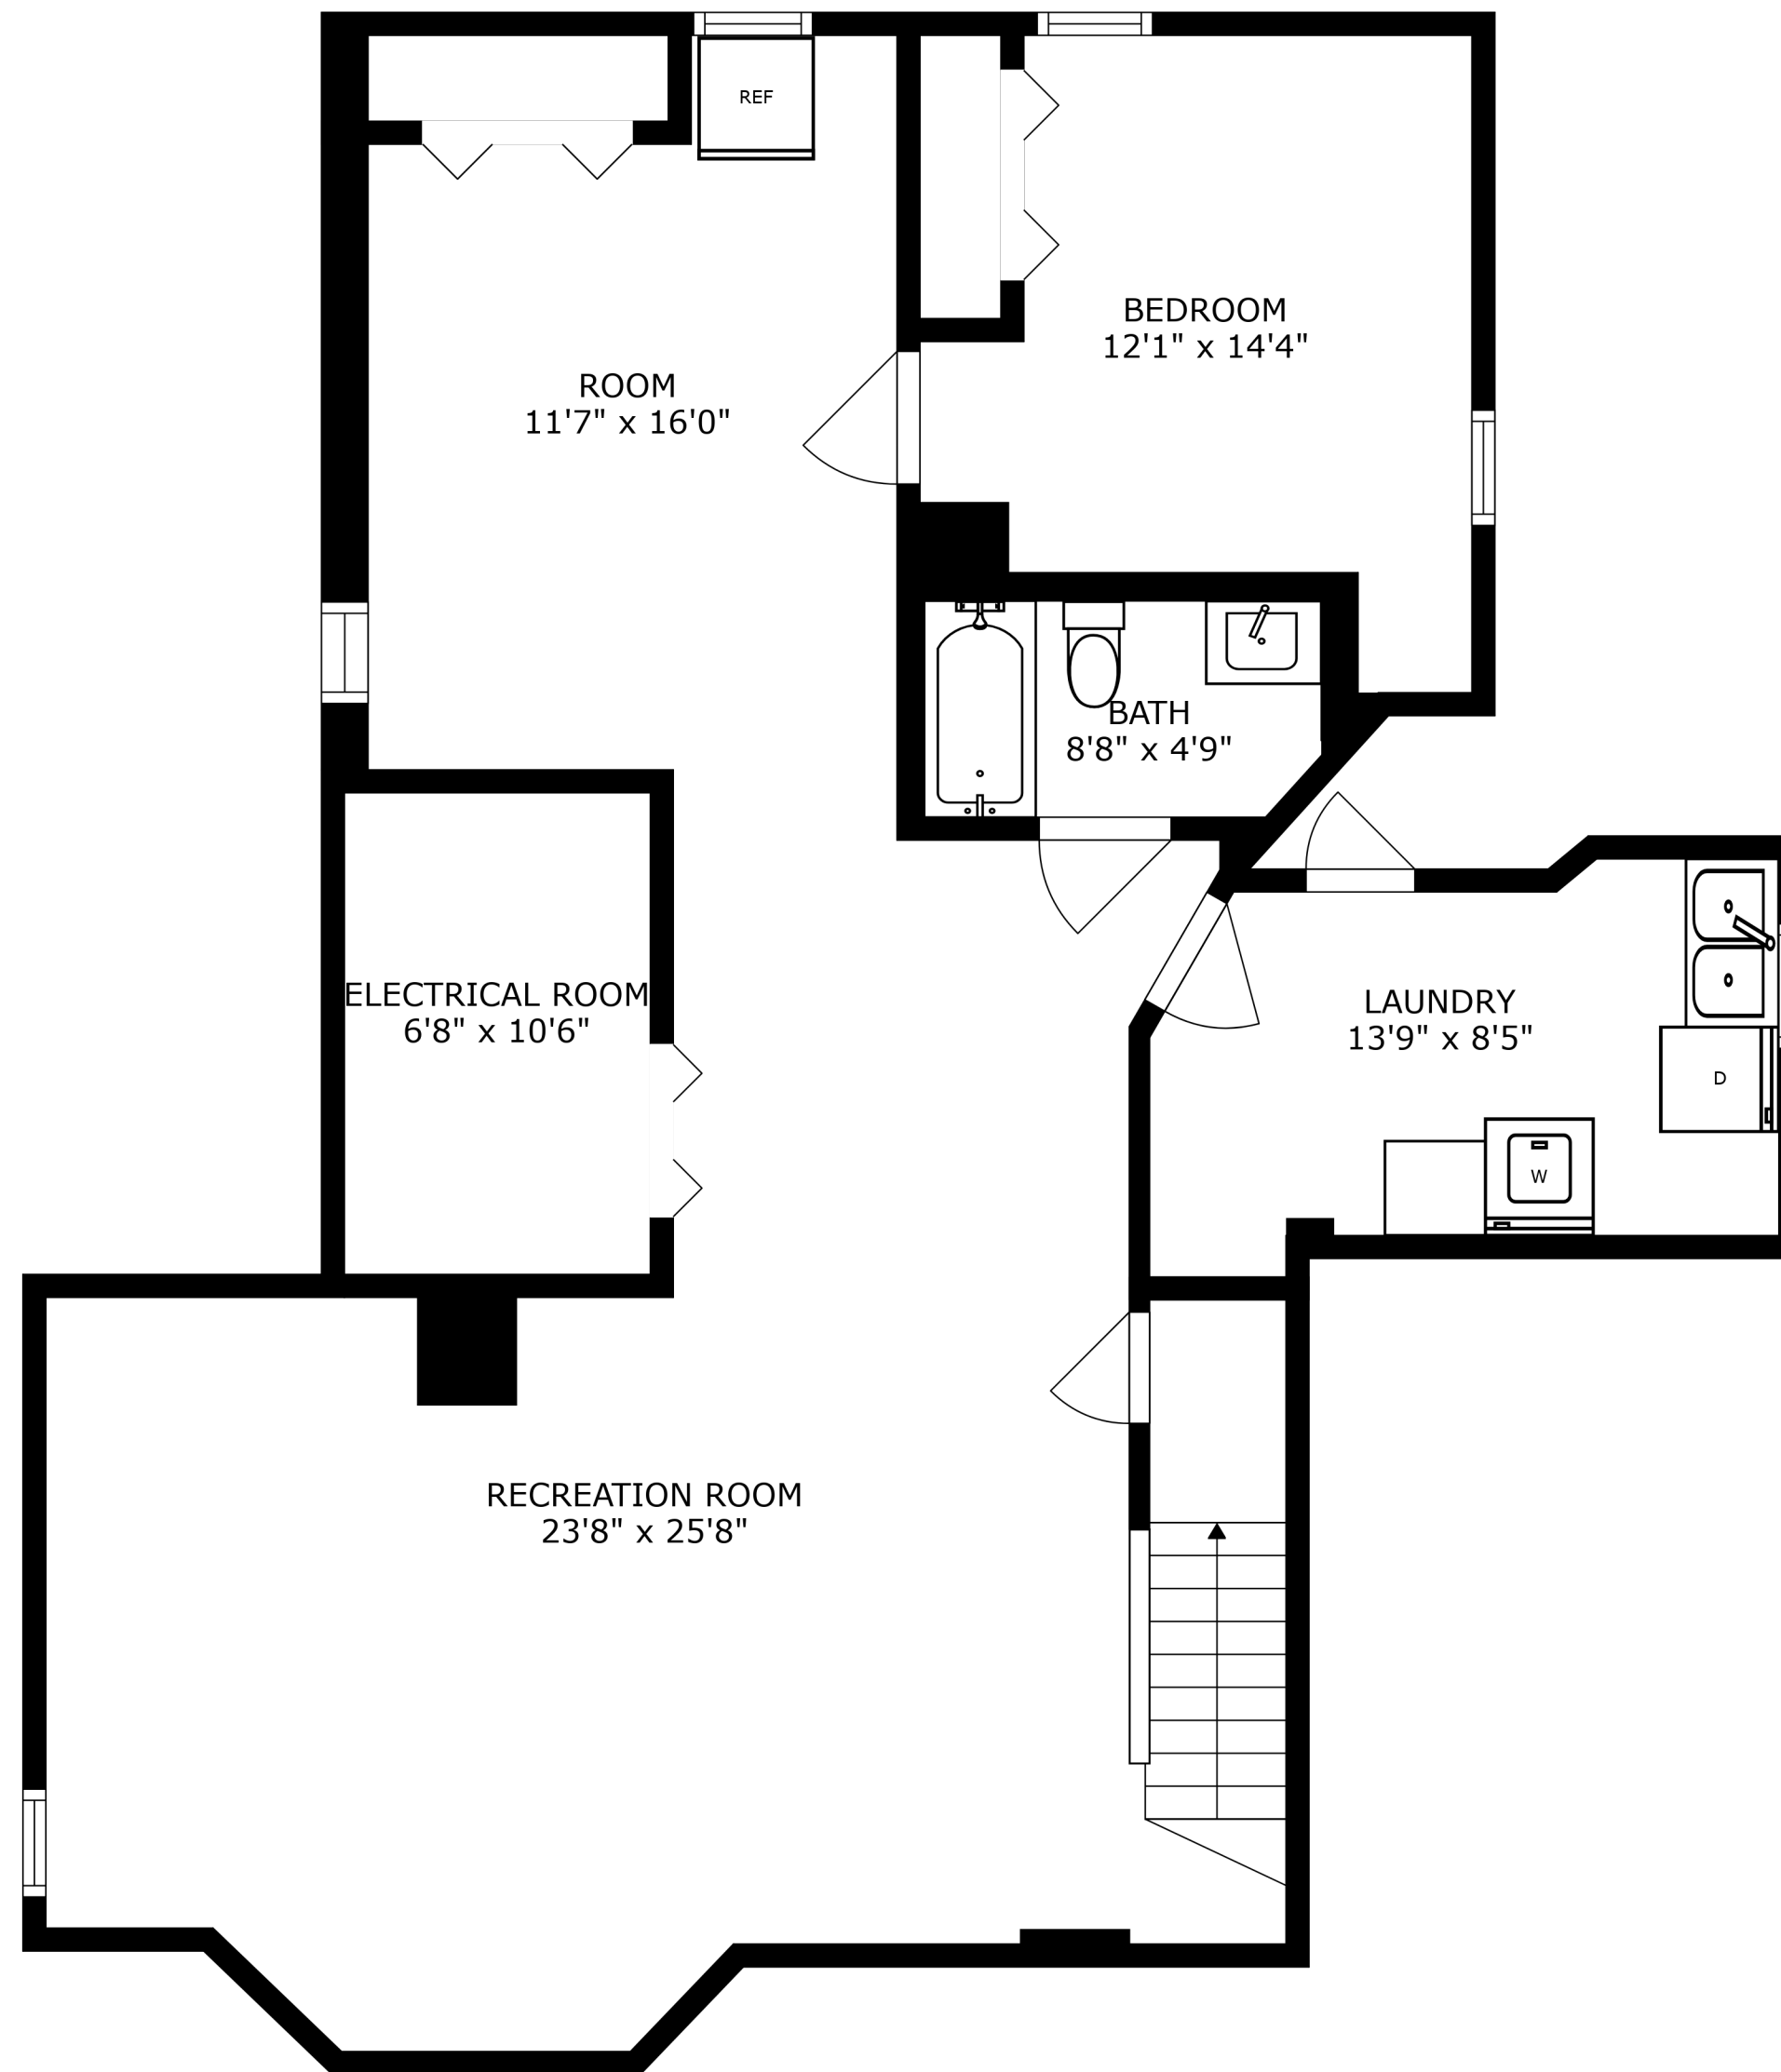 REF
BEDROOM
12'1" x 14'4"
ROOM
11'7" x 16'0"
BATH
8'8" x 4'9"
ELECTRICAL ROOM
6'8" x 10'6"
LAUNDRY
13'9" x 8'5"
D
W
RECREATION ROOM
23'8" x 25'8"